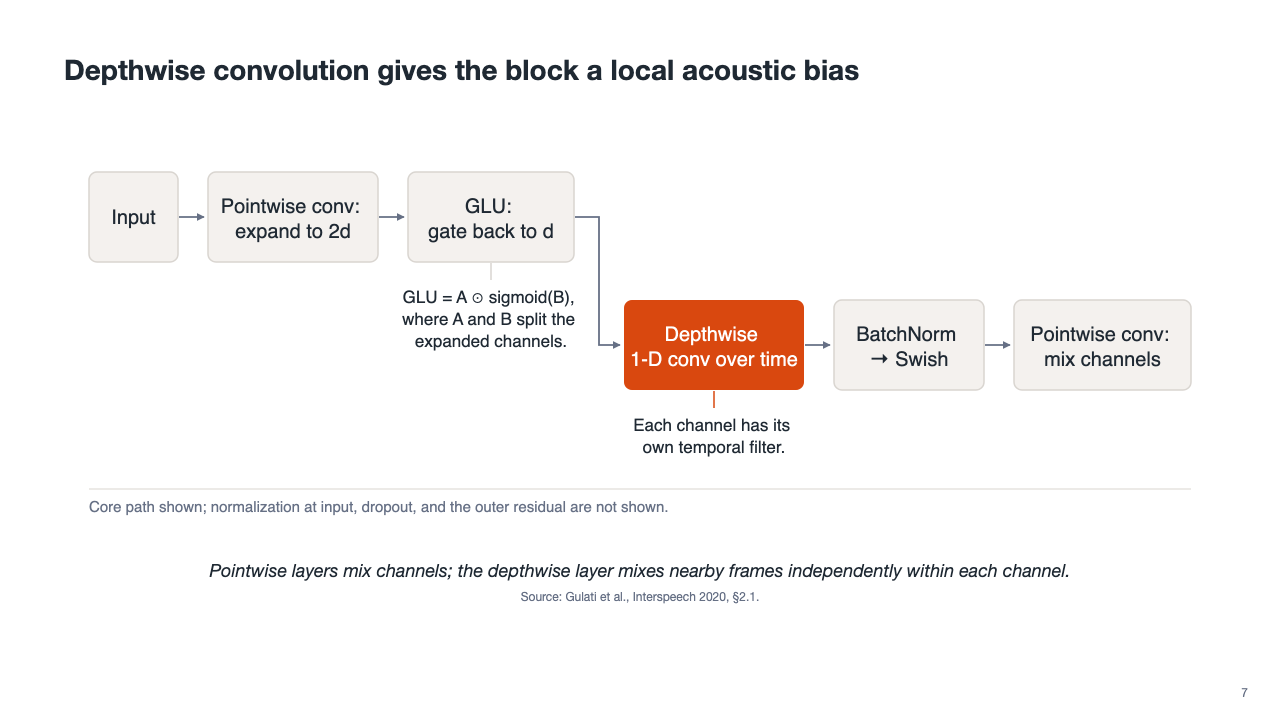 Depthwise convolution gives the block a local acoustic bias
Input
Pointwise conv:
expand to 2d
GLU:
gate back to d
GLU = A ⊙ sigmoid(B),
where A and B split the
expanded channels.
Depthwise
1-D conv over time
BatchNorm
→ Swish
Pointwise conv:
mix channels
Each channel has its
own temporal filter.
Core path shown; normalization at input, dropout, and the outer residual are not shown.
Pointwise layers mix channels; the depthwise layer mixes nearby frames independently within each channel.
Source: Gulati et al., Interspeech 2020, §2.1.
7